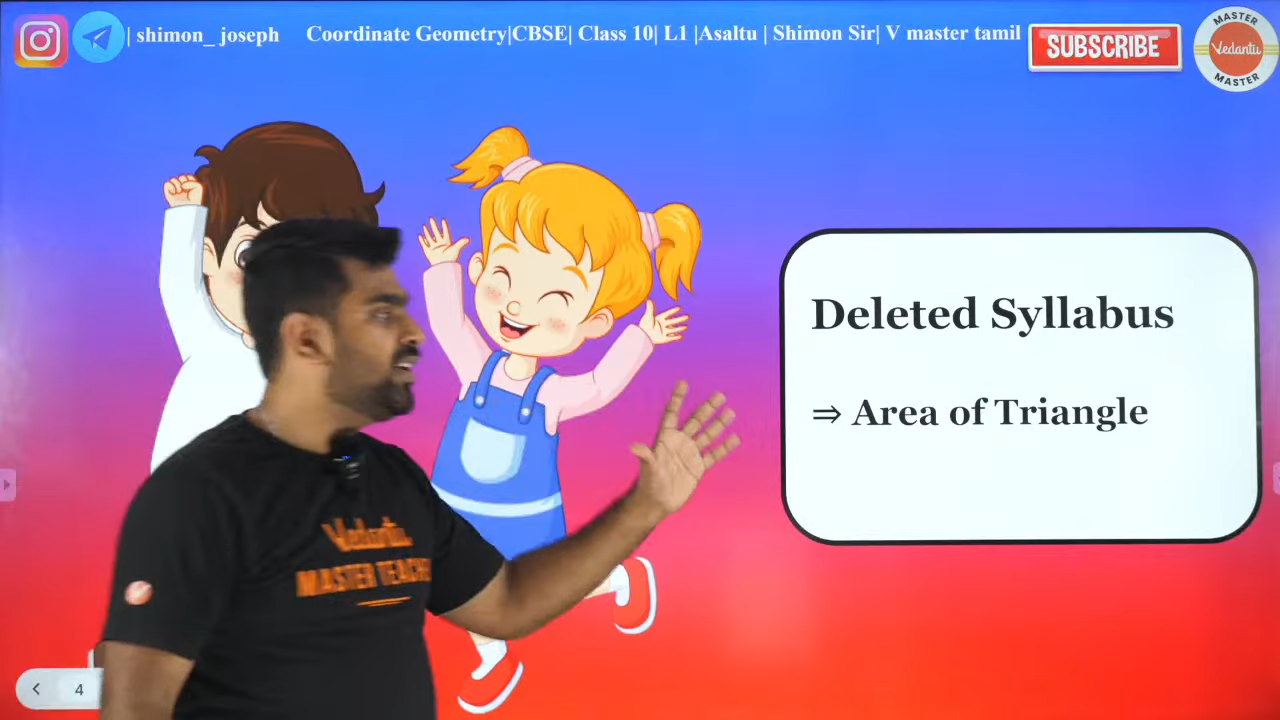 | shimon_ joseph
Coordinate Geometry|CBSE| Class 10| L1 |Asaltu | Shimon Sir| V master tamil
SUBSCRIBE
MASTER
Vedantu
MASTER
Deleted Syllabus
⇒ Area of Triangle
Vedantu
MASTER TEACHE
4